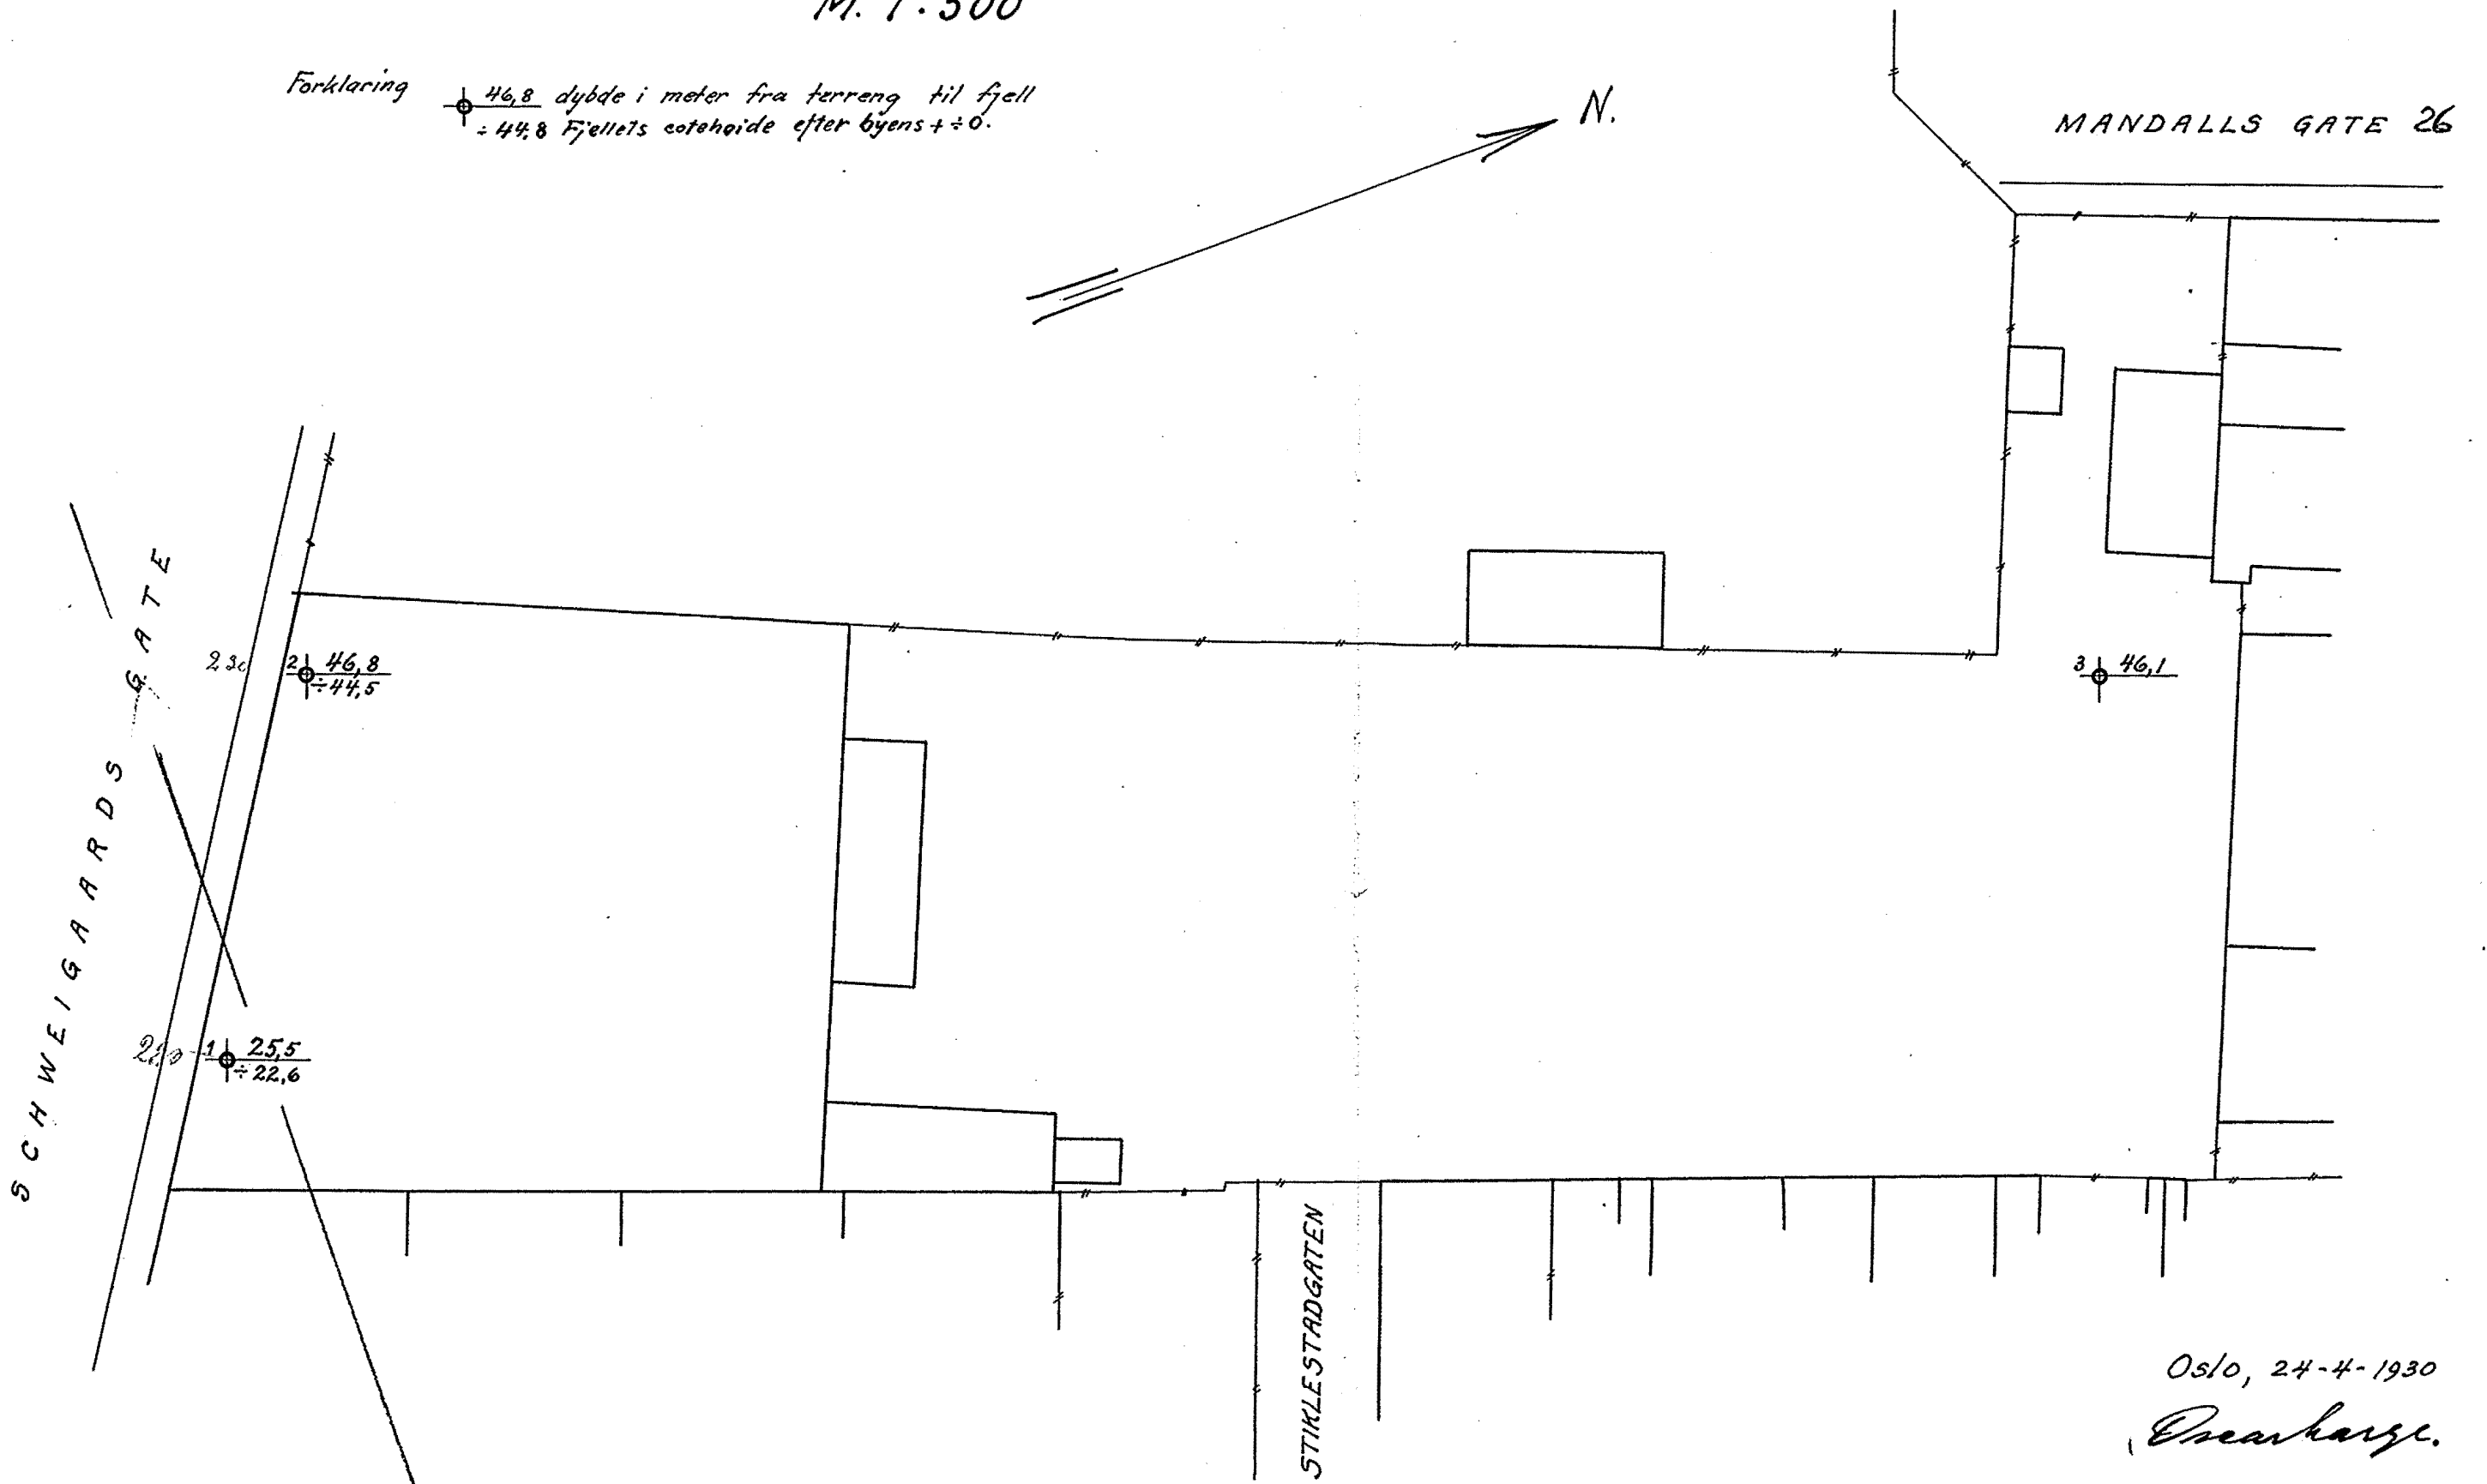 M. 1:500
Forklaring
46,8 dybde i meter fra terreng til fjell
÷44.8 Fjellets cotehøide efter byens + ÷ 0.
N.
MANDALLS GATE 26
SCHWEIGAARDS GATE
2 46,8
÷44,5
3 46,1
1 25,5
÷22,6
STIKLESTADGATEN
Oslo, 24-4-1930